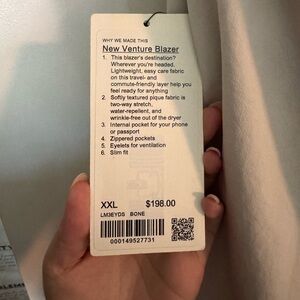 WHY WE MADE THIS
New Venture Blazer
1. This blazer's destination?
Wherever you're headed.
Lightweight, easy care fabric
on this travel- and
commute-friendly layer help you
feel ready for anything
2. Softly textured pique fabric is
two-way stretch,
water-repellent, and
wrinkle-free out of the dryer
3. Internal pocket for your phone
or passport
4. Zippered pockets
5. Eyelets for ventilation
6. Slim fit
XXL $198.00
LM3EYDS BONE
000149527731